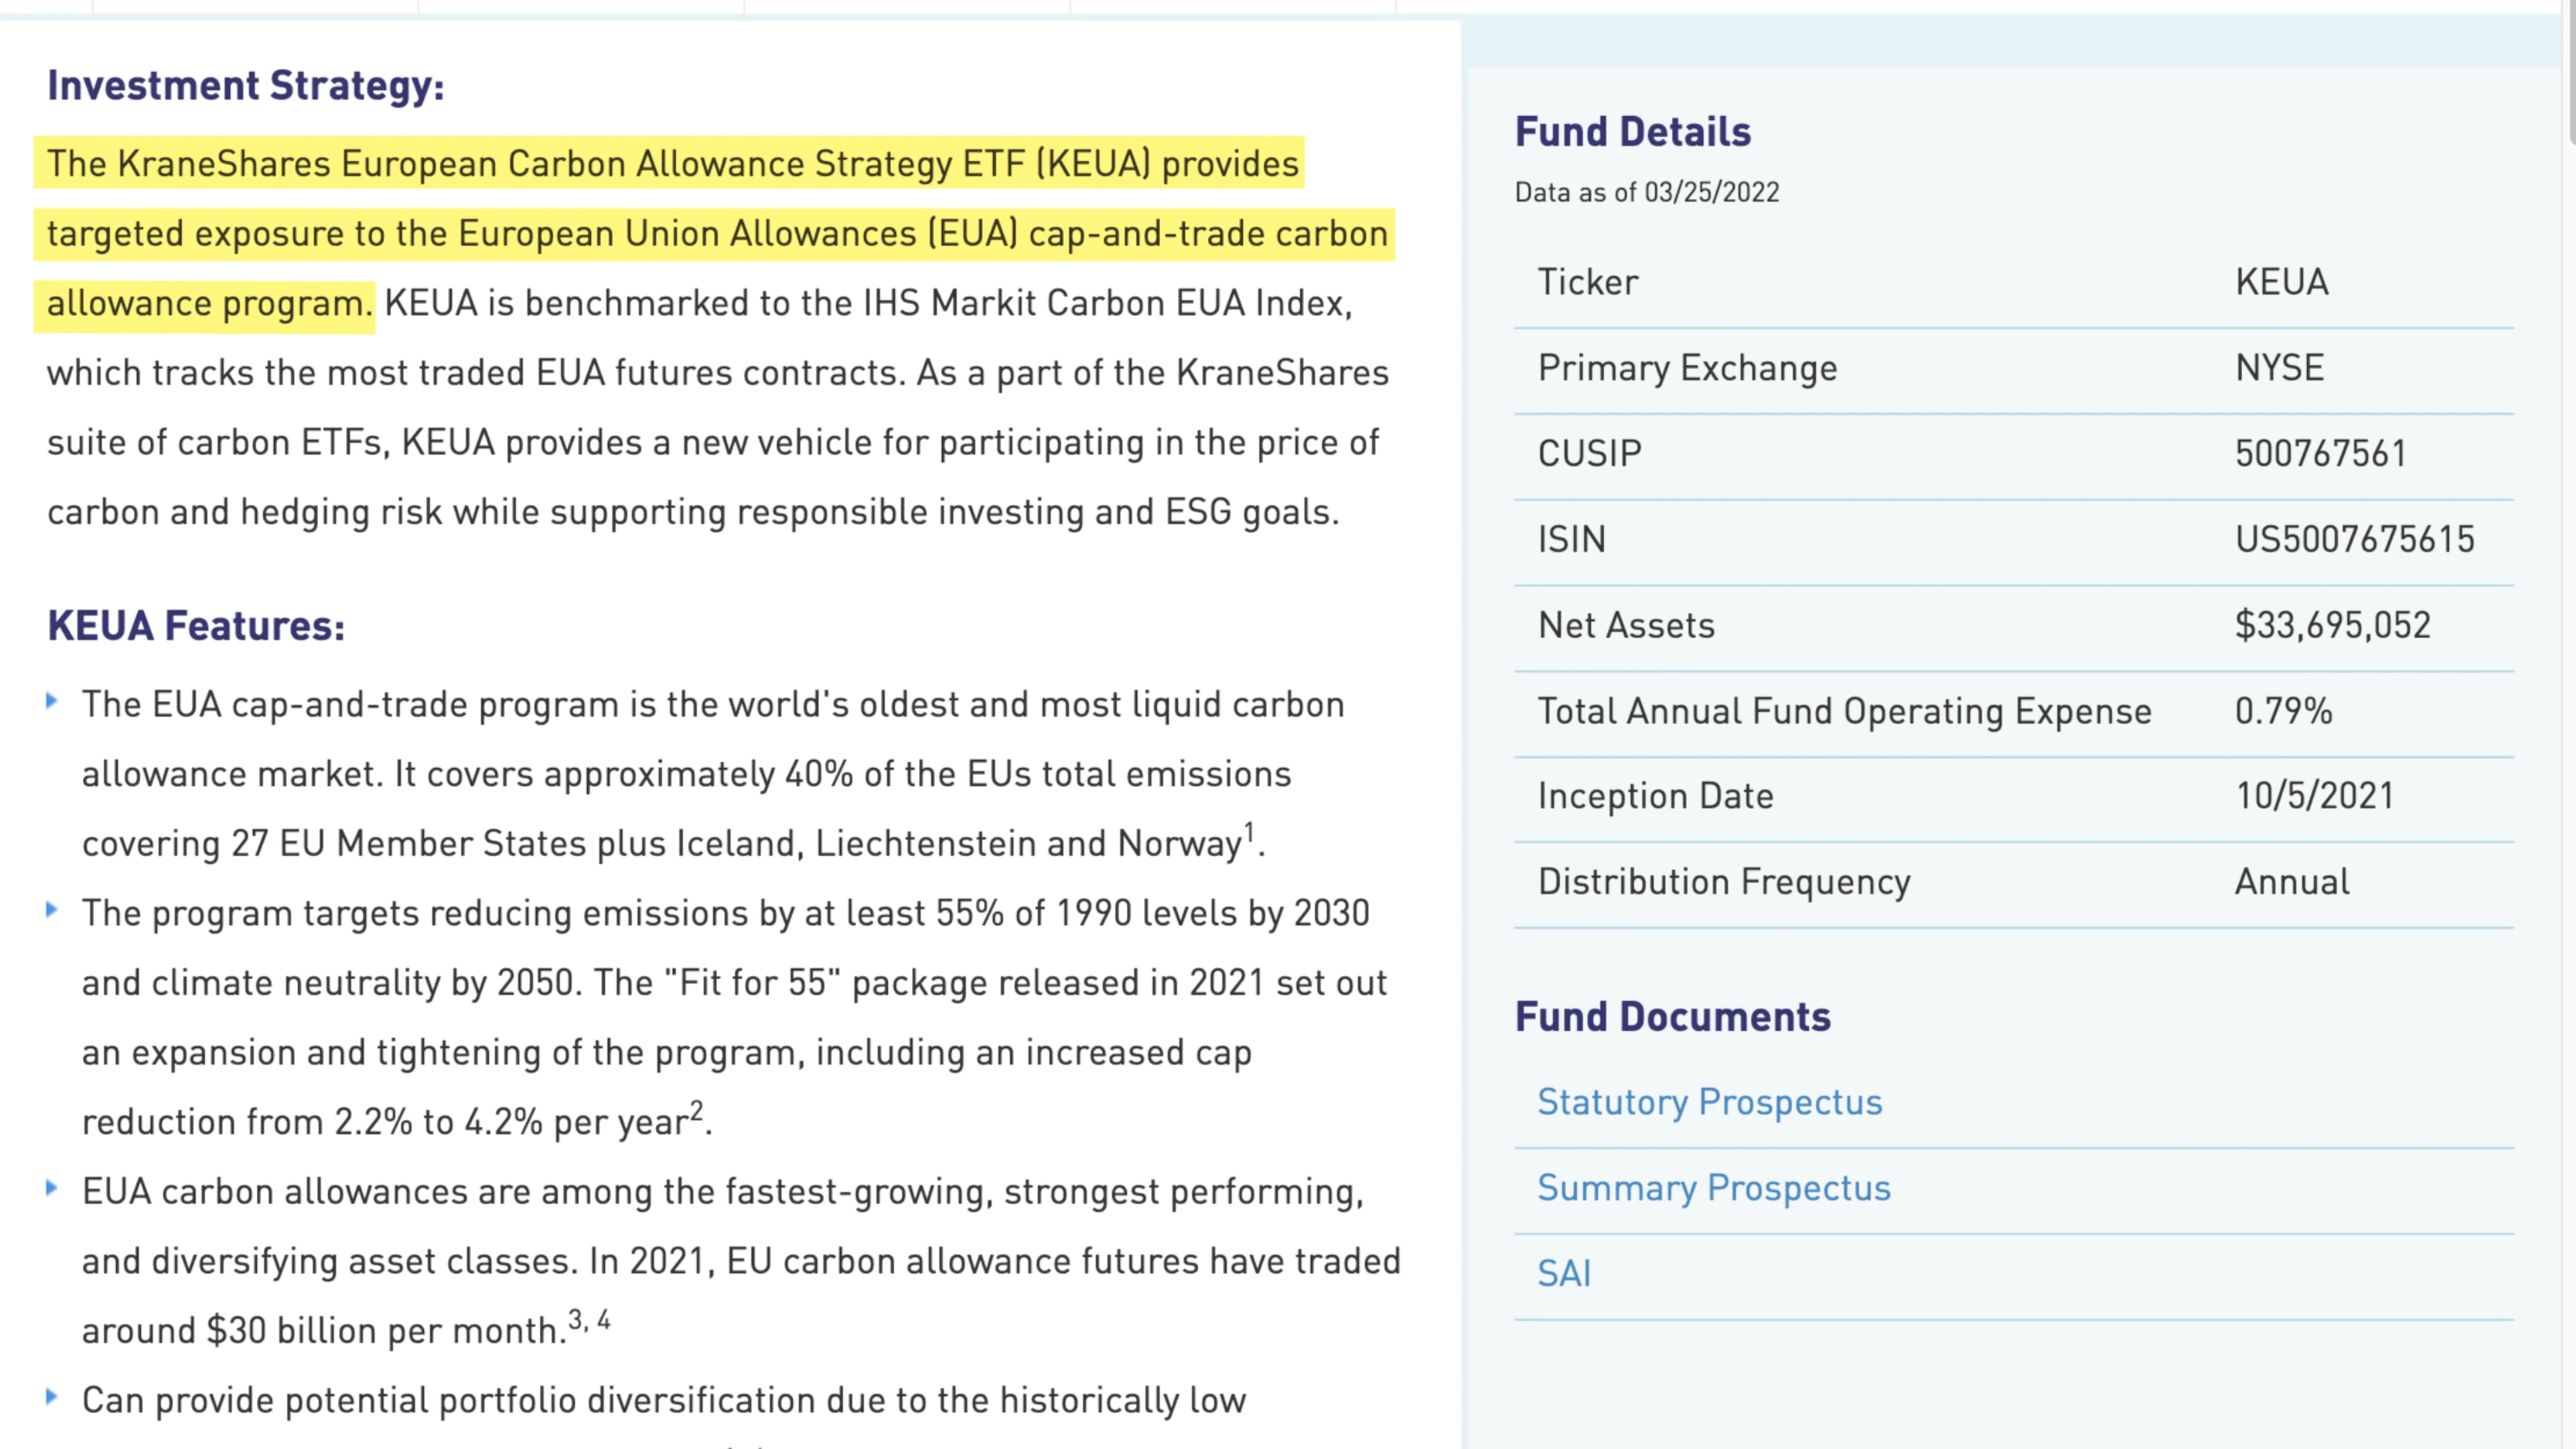 Investment Strategy:
The KraneShares European Carbon Allowance Strategy ETF (KEUA) provides
targeted exposure to the European Union Allowances (EUA) cap-and-trade carbon
allowance program. KEUA is benchmarked to the IHS Markit Carbon EUA Index,
which tracks the most traded EUA futures contracts. As a part of the KraneShares
suite of carbon ETFs, KEUA provides a new vehicle for participating in the price of
carbon and hedging risk while supporting responsible investing and ESG goals.
KEUA Features:
The EUA cap-and-trade program is the world's oldest and most liquid carbon
allowance market. It covers approximately 40% of the EUs total emissions
covering 27 EU Member States plus Iceland, Liechtenstein and Norway¹.
The program targets reducing emissions by at least 55% of 1990 levels by 2030
and climate neutrality by 2050. The "Fit for 55" package released in 2021 set out
an expansion and tightening of the program, including an increased cap
reduction from 2.2% to 4.2% per year².
EUA carbon allowances are among the fastest-growing, strongest performing,
and diversifying asset classes. In 2021, EU carbon allowance futures have traded
around $30 billion per month.³, ⁴
Can provide potential portfolio diversification due to the historically low
Fund Details
Data as of 03/25/2022
Ticker KEUA
Primary Exchange NYSE
CUSIP 500767561
ISIN US5007675615
Net Assets $33,695,052
Total Annual Fund Operating Expense 0.79%
Inception Date 10/5/2021
Distribution Frequency Annual
Fund Documents
Statutory Prospectus
Summary Prospectus
SAI